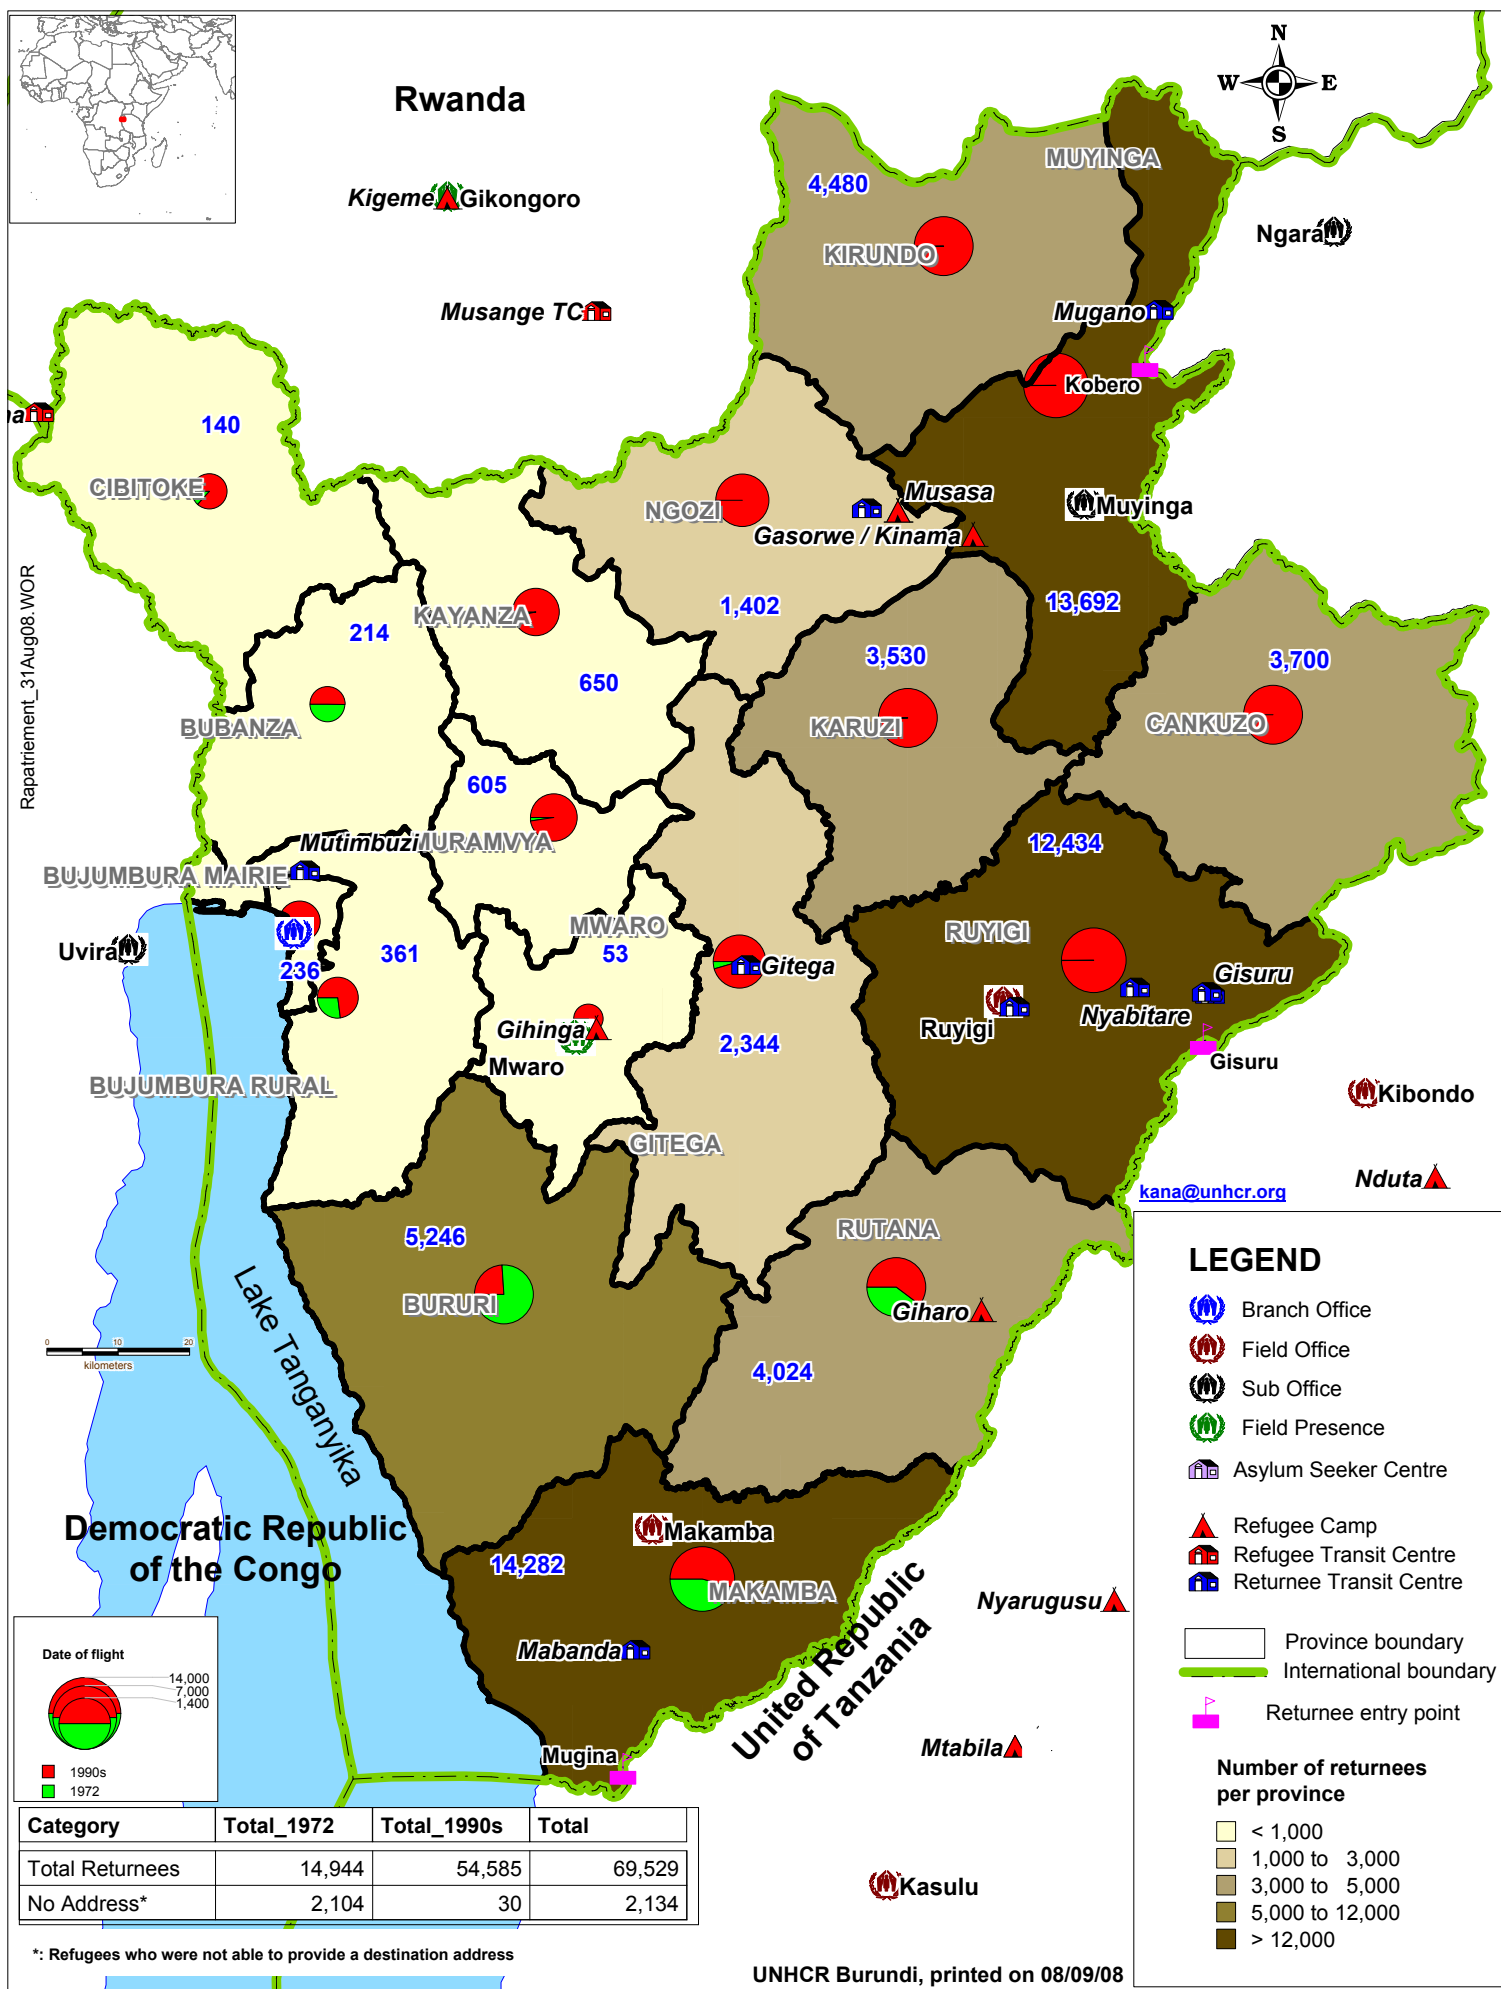 N
W
E
S
Rwanda
MUYINGA
4,480
Kigeme
Gikongoro
Ngara
KIRUNDO
Musange TC
Mugano
Kobero
140
CIBITOKE
Musasa
NGOZI
Muyinga
Gasorwe / Kinama
Rapatriement_31Aug08.WOR
1,402
13,692
KAYANZA
214
3,530
3,700
650
BUBANZA
KARUZI
CANKUZO
605
Mutimbuzi
MURAMVYA
12,434
BUJUMBURA MAIRIE
MWARO
RUYIGI
Uvira
361
53
236
Gitega
Gisuru
Nyabitare
Ruyigi
Gihinga
2,344
Gisuru
Mwaro
BUJUMBURA RURAL
Kibondo
GITEGA
Nduta
kana@unhcr.org
5,246
RUTANA
BURURI
Giharo
Lake Tanganyika
0 10 20
kilometers
4,024
Democratic Republic
of the Congo
Makamba
14,282
MAKAMBA
Nyarugusu
Mabanda
United Republic
of Tanzania
Mtabila
Mugina
Kasulu
LEGEND
Branch Office
Field Office
Sub Office
Field Presence
Asylum Seeker Centre
Refugee Camp
Refugee Transit Centre
Returnee Transit Centre
Province boundary
International boundary
Returnee entry point
Number of returnees
per province
< 1,000
1,000 to 3,000
3,000 to 5,000
5,000 to 12,000
> 12,000
Date of flight
14,000
7,000
1,400
1990s
1972
Category Total_1972 Total_1990s Total
Total Returnees 14,944 54,585 69,529
No Address* 2,104 30 2,134
*: Refugees who were not able to provide a destination address
UNHCR Burundi, printed on 08/09/08